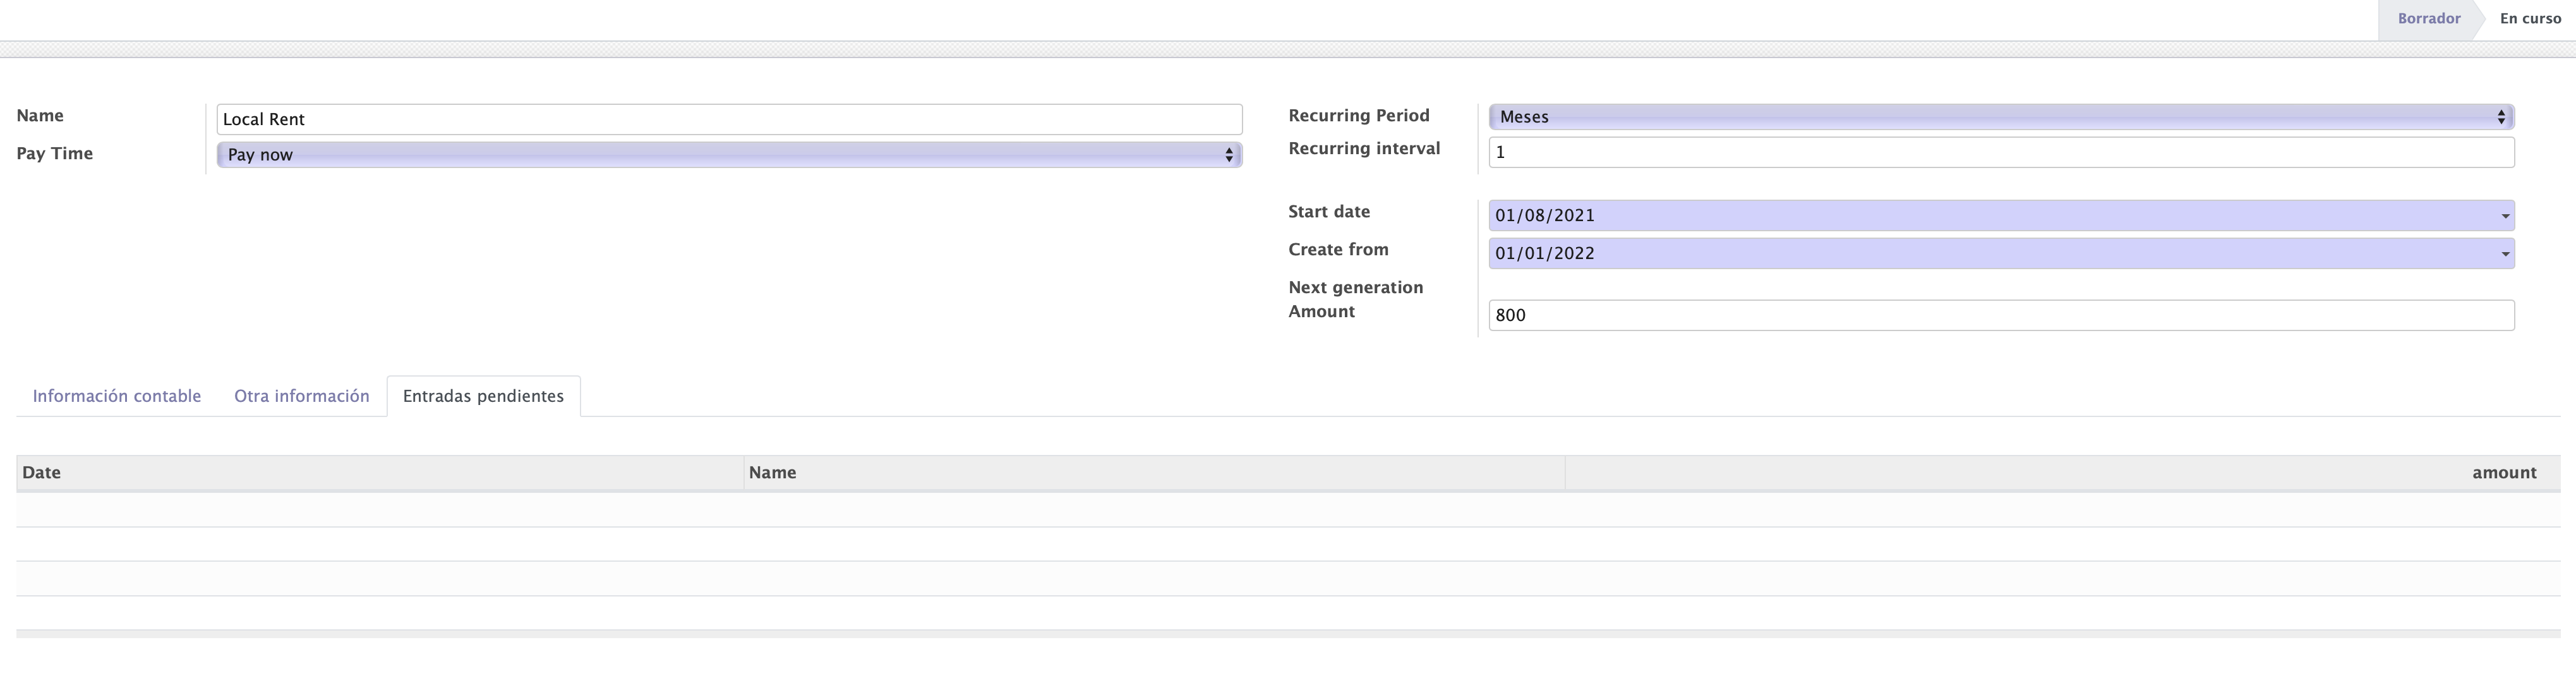 Borrador En curso
Name Local Rent
Pay Time Pay now
Recurring Period Meses
Recurring interval 1
Start date 01/08/2021
Create from 01/01/2022
Next generation
Amount 800
Información contable Otra información Entradas pendientes
Date Name amount